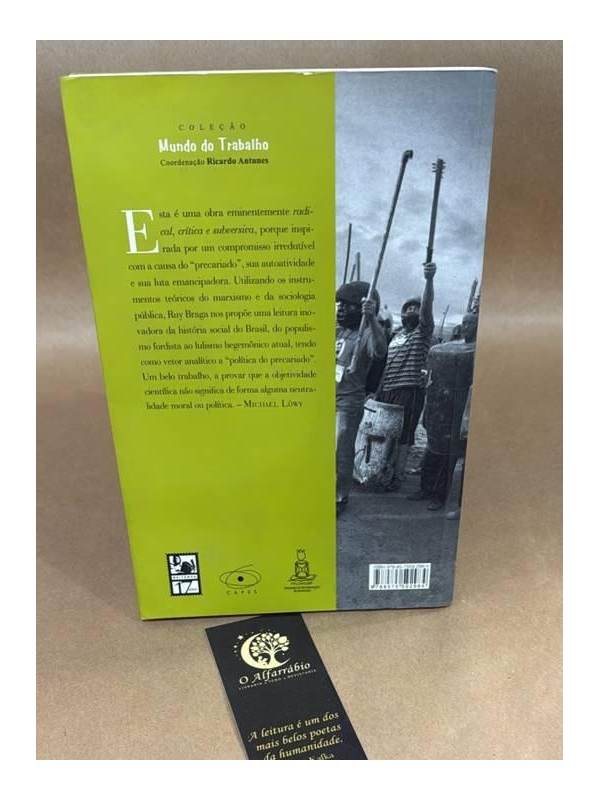 COLEÇÃO
Mundo do Trabalho
Coordenação Ricardo Antunes
Esta é uma obra eminentemente radi-
cal, crítica e subversiva, porque inspi-
rada por um compromisso irredutível
com a causa do “precariado”, sua autoatividade
e sua luta emancipadora. Utilizando os instru-
mentos teóricos do marxismo e da sociologia
pública, Ruy Braga nos propõe uma leitura ino-
vadora da história social do Brasil, do populis-
mo fordista ao lulismo hegemônico atual, tendo
como vetor analítico a “política do precariado”.
Um belo trabalho, a provar que a objetividade
científica não significa de forma alguma neutra-
lidade moral ou política. – MICHAEL LÖWY
17
CAPES
O Alfarrábio
A leitura é um dos
mais belos poetas
da humanidade.
Kafka